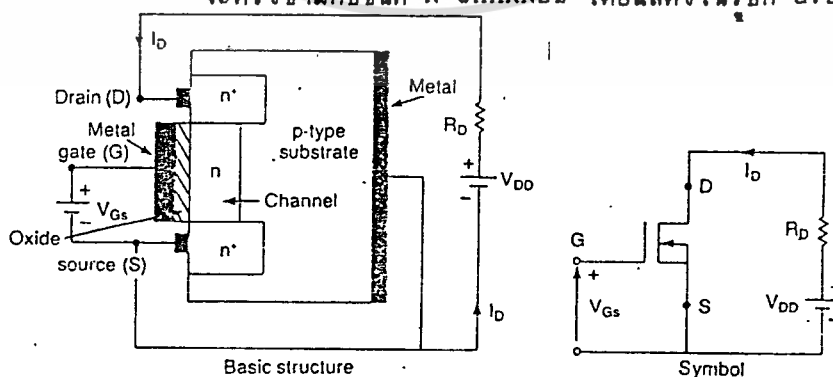 I_D
Drain (D)
n⁺
Metal
Metal
gate (G)
p-type
substrate
R_D
n
+
V_Gs
-
Channel
+
V_DD
-
Oxide
source (S)
n⁺
I_D
Basic structure
I_D
D
G
R_D
+
V_Gs
S
V_DD
+
-
Symbol